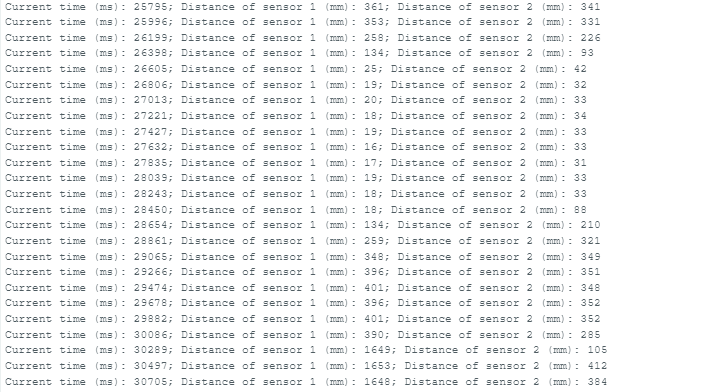 Current time (ms): 25795; Distance of sensor 1 (mm): 361; Distance of sensor 2 (mm): 341
Current time (ms): 25996; Distance of sensor 1 (mm): 353; Distance of sensor 2 (mm): 331
Current time (ms): 26199; Distance of sensor 1 (mm): 258; Distance of sensor 2 (mm): 226
Current time (ms): 26398; Distance of sensor 1 (mm): 134; Distance of sensor 2 (mm): 93
Current time (ms): 26605; Distance of sensor 1 (mm): 25; Distance of sensor 2 (mm): 42
Current time (ms): 26806; Distance of sensor 1 (mm): 19; Distance of sensor 2 (mm): 32
Current time (ms): 27013; Distance of sensor 1 (mm): 20; Distance of sensor 2 (mm): 33
Current time (ms): 27221; Distance of sensor 1 (mm): 18; Distance of sensor 2 (mm): 34
Current time (ms): 27427; Distance of sensor 1 (mm): 19; Distance of sensor 2 (mm): 33
Current time (ms): 27632; Distance of sensor 1 (mm): 16; Distance of sensor 2 (mm): 33
Current time (ms): 27835; Distance of sensor 1 (mm): 17; Distance of sensor 2 (mm): 31
Current time (ms): 28039; Distance of sensor 1 (mm): 19; Distance of sensor 2 (mm): 33
Current time (ms): 28243; Distance of sensor 1 (mm): 18; Distance of sensor 2 (mm): 33
Current time (ms): 28450; Distance of sensor 1 (mm): 18; Distance of sensor 2 (mm): 88
Current time (ms): 28654; Distance of sensor 1 (mm): 134; Distance of sensor 2 (mm): 210
Current time (ms): 28861; Distance of sensor 1 (mm): 259; Distance of sensor 2 (mm): 321
Current time (ms): 29065; Distance of sensor 1 (mm): 348; Distance of sensor 2 (mm): 349
Current time (ms): 29266; Distance of sensor 1 (mm): 396; Distance of sensor 2 (mm): 351
Current time (ms): 29474; Distance of sensor 1 (mm): 401; Distance of sensor 2 (mm): 348
Current time (ms): 29678; Distance of sensor 1 (mm): 396; Distance of sensor 2 (mm): 352
Current time (ms): 29882; Distance of sensor 1 (mm): 401; Distance of sensor 2 (mm): 352
Current time (ms): 30086; Distance of sensor 1 (mm): 390; Distance of sensor 2 (mm): 285
Current time (ms): 30289; Distance of sensor 1 (mm): 1649; Distance of sensor 2 (mm): 105
Current time (ms): 30497; Distance of sensor 1 (mm): 1653; Distance of sensor 2 (mm): 412
Current time (ms): 30705; Distance of sensor 1 (mm): 1648; Distance of sensor 2 (mm): 384